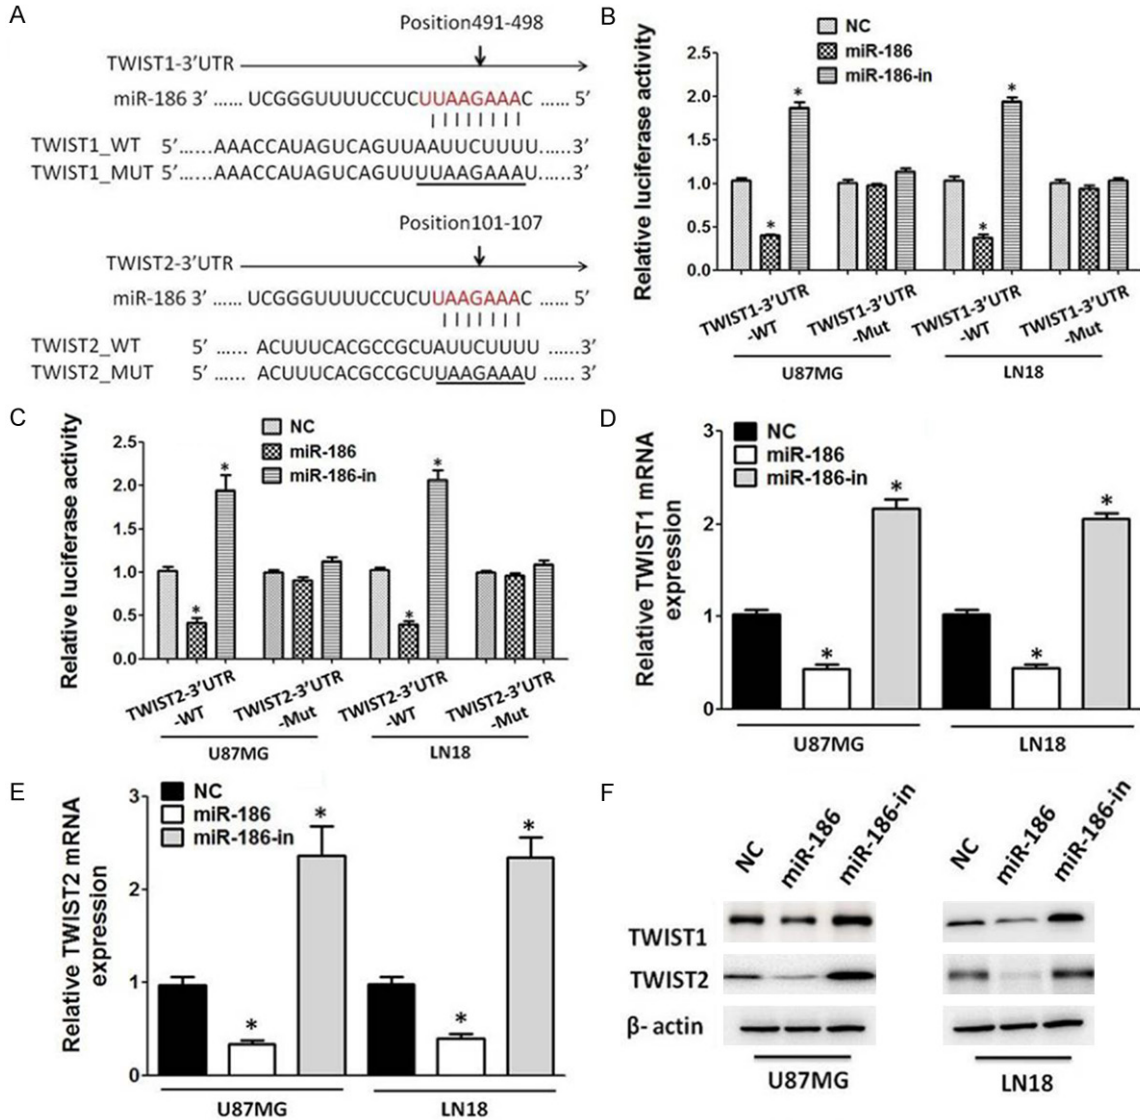 A
Position491-498
TWIST1-3'UTR
miR-186 3' ...... UCGGGUUUUCCUCUUAAGAAAC ...... 5'
TWIST1_WT 5'......AAACCAUAGUCAGUUAAUUCUUUU......3'
TWIST1_MUT 5'......AAACCAUAGUCAGUUUUAAGAAAU......3'
Position101-107
TWIST2-3'UTR
miR-186 3' ...... UCGGGUUUUCCUCUUAAGAAAC ...... 5'
TWIST2_WT 5' ...... ACUUUCACGCCGCUAUUCUUUU ......3'
TWIST2_MUT 5' ...... ACUUUCACGCCGCUUAAGAAAU ......3'
B
NC
miR-186
miR-186-in
Relative luciferase activity
2.5
2.0
1.5
1.0
0.5
0.0
* * * *
TWIST1-3'UTR
-WT
TWIST1-3'UTR
-Mut
TWIST1-3'UTR
-WT
TWIST1-3'UTR
-Mut
U87MG LN18
C
NC
miR-186
miR-186-in
Relative luciferase activity
2.5
2.0
1.5
1.0
0.5
0.0
* * * *
TWIST2-3'UTR
-WT
TWIST2-3'UTR
-Mut
TWIST2-3'UTR
-WT
TWIST2-3'UTR
-Mut
U87MG LN18
D
NC
miR-186
miR-186-in
Relative TWIST1 mRNA
expression
3
2
1
0
* * * *
U87MG LN18
E
NC
miR-186
miR-186-in
Relative TWIST2 mRNA
expression
3
2
1
0
* * * *
U87MG LN18
F
NC miR-186 miR-186-in NC miR-186 miR-186-in
TWIST1
TWIST2
β- actin
U87MG LN18